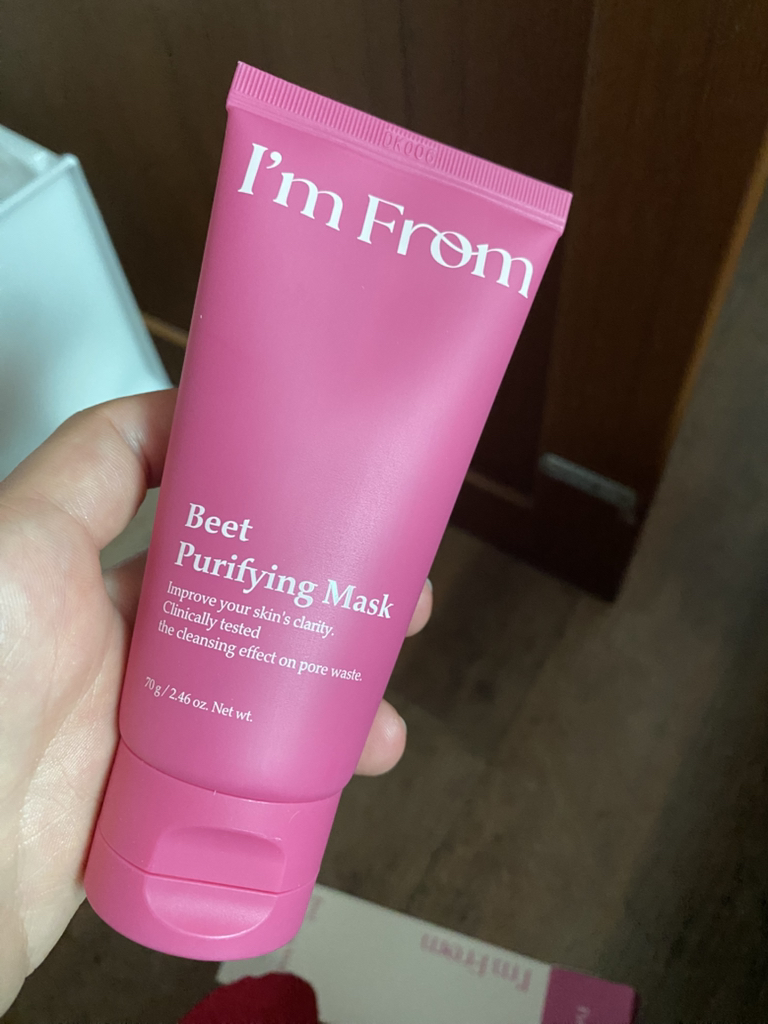 I'm From
Beet
Purifying Mask
Improve your skin's clarity.
Clinically tested
the cleansing effect on pore waste.
70 g / 2.46 oz. Net wt.
I'm From